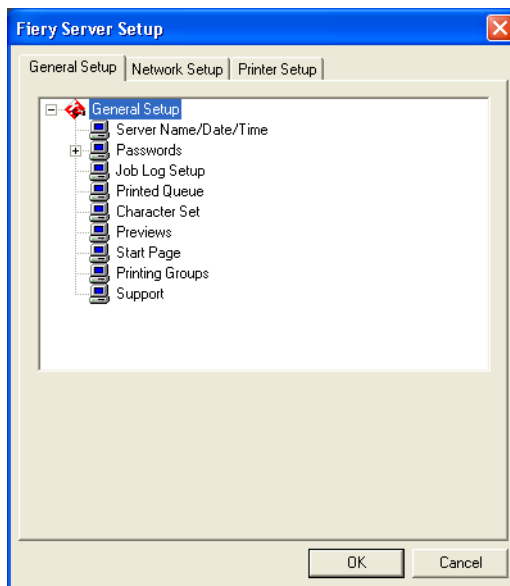 Fiery Server Setup
General Setup Network Setup Printer Setup
General Setup
Server Name/Date/Time
Passwords
Job Log Setup
Printed Queue
Character Set
Previews
Start Page
Printing Groups
Support
OK Cancel